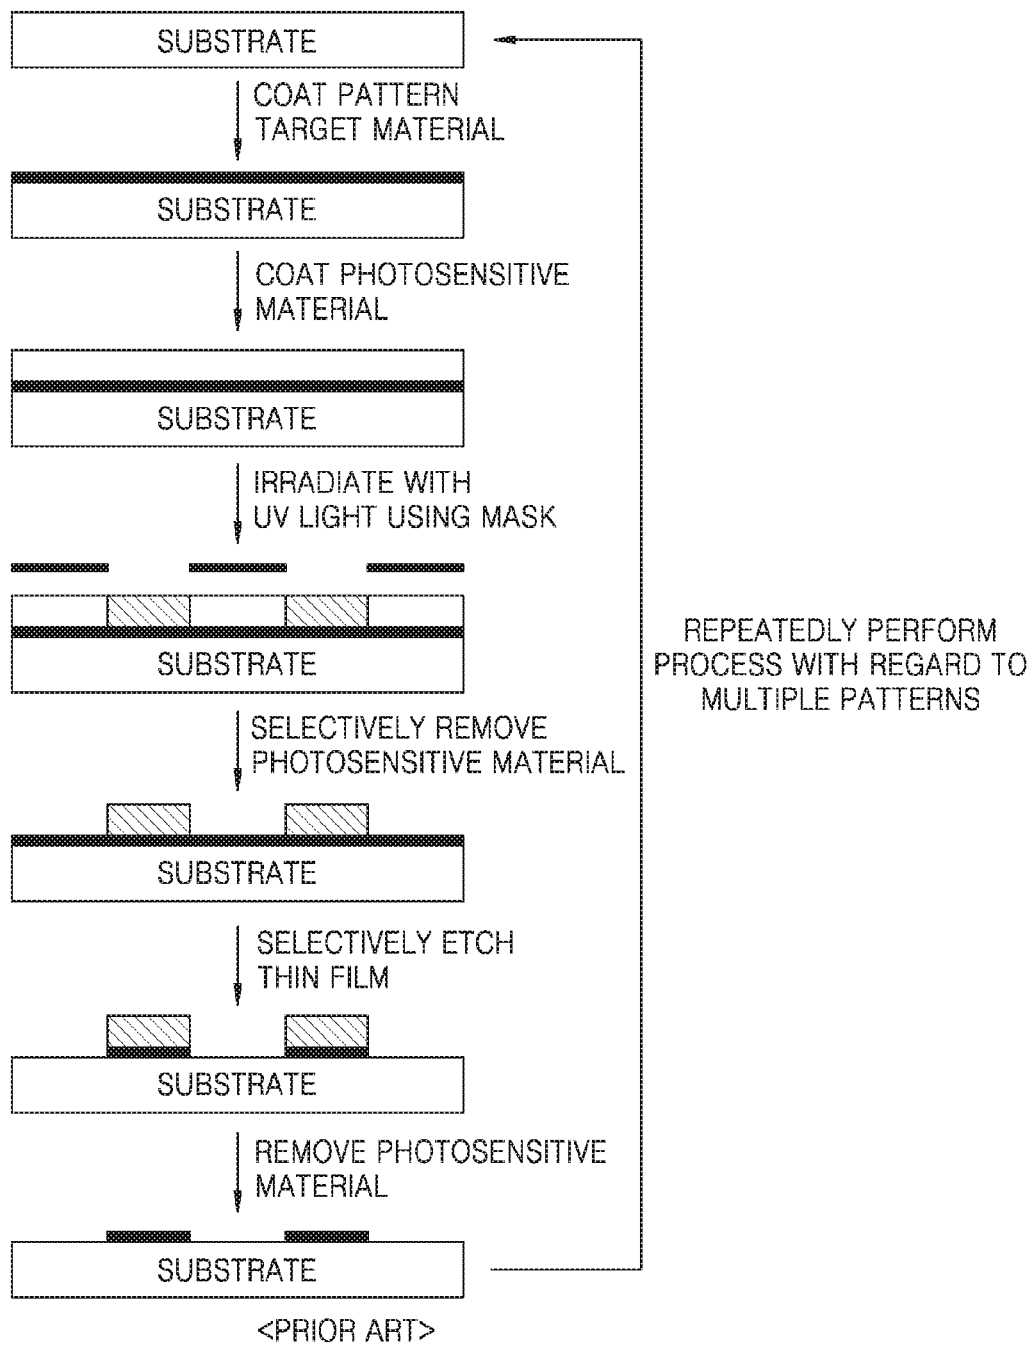 SUBSTRATE
COAT PATTERN
TARGET MATERIAL
SUBSTRATE
COAT PHOTOSENSITIVE
MATERIAL
SUBSTRATE
IRRADIATE WITH
UV LIGHT USING MASK
SUBSTRATE
REPEATEDLY PERFORM
PROCESS WITH REGARD TO
MULTIPLE PATTERNS
SELECTIVELY REMOVE
PHOTOSENSITIVE MATERIAL
SUBSTRATE
SELECTIVELY ETCH
THIN FILM
SUBSTRATE
REMOVE PHOTOSENSITIVE
MATERIAL
SUBSTRATE
<PRIOR ART>